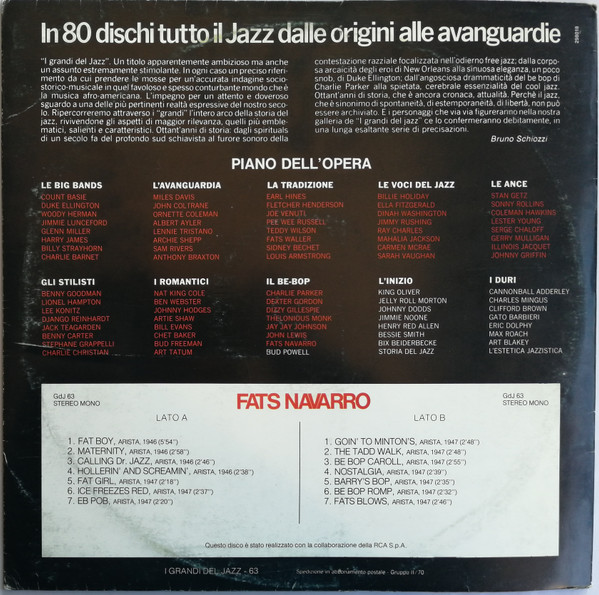 In 80 dischi tutto il Jazz dalle origini alle avanguardie
"I grandi del Jazz". Un titolo apparentemente ambizioso ma anche
un assunto estremamente stimolante. In ogni caso un preciso riferi-
mento da cui prendere le mosse per un'accurata indagine socio-
storico-musicale in quel favoloso e spesso conturbante mondo che è
la musica afro-americana. L'impegno per un attento e doveroso
sguardo a una delle più pertinenti realtà espressive del nostro seco-
lo. Ripercorreremo attraverso i "grandi" l'intero arco della storia del
jazz, rivivendone gli aspetti di maggior rilevanza, quelli più emble-
matici, salienti e caratteristici. Ottant'anni di storia: dagli spirituals
di un secolo fa del profondo sud schiavista al furore sonoro della
contestazione razziale focalizzata nell'odierno free jazz; dalla corpo-
sa arcaicità degli eroi di New Orleans alla sinuosa eleganza, un poco
snob, di Duke Ellington; dall'angosciosa drammaticità del be bop di
Charlie Parker alla spietata, cerebrale essenzialità del cool jazz.
Ottant'anni di storia, che è ancora cronaca, attualità. Perchè il jazz,
che è sinonimo di spontaneità, di estemporaneità, di libertà, non può
essere archiviato. E i personaggi che via via figureranno nella nostra
galleria de "I grandi del jazz" ce lo confermeranno debitamente, in
una lunga esaltante serie di precisazioni.
Bruno Schiozzi
PIANO DELL'OPERA
LE BIG BANDS
COUNT BASIE
DUKE ELLINGTON
WOODY HERMAN
JIMMIE LUNCEFORD
GLENN MILLER
HARRY JAMES
BILLY STRAYHORN
CHARLIE BARNET
L'AVANGUARDIA
MILES DAVIS
JOHN COLTRANE
ORNETTE COLEMAN
ALBERT AYLER
LENNIE TRISTANO
ARCHIE SHEPP
SAM RIVERS
ANTHONY BRAXTON
LA TRADIZIONE
EARL HINES
FLETCHER HENDERSON
JOE VENUTI
PEE WEE RUSSELL
TEDDY WILSON
FATS WALLER
SIDNEY BECHET
LOUIS ARMSTRONG
LE VOCI DEL JAZZ
BILLIE HOLIDAY
ELLA FITZGERALD
DINAH WASHINGTON
JIMMY RUSHING
RAY CHARLES
MAHALIA JACKSON
CARMEN MCRAE
SARAH VAUGHAN
LE ANCE
STAN GETZ
SONNY ROLLINS
COLEMAN HAWKINS
LESTER YOUNG
SERGE CHALOFF
GERRY MULLIGAN
ILLINOIS JACQUET
JOHNNY GRIFFIN
GLI STILISTI
BENNY GOODMAN
LIONEL HAMPTON
LEE KONITZ
DJANGO REINHARDT
JACK TEAGARDEN
BENNY CARTER
STEPHANE GRAPPELLI
CHARLIE CHRISTIAN
I ROMANTICI
NAT KING COLE
BEN WEBSTER
JOHNNY HODGES
ARTIE SHAW
BILL EVANS
CHET BAKER
BUD FREEMAN
ART TATUM
IL BE-BOP
CHARLIE PARKER
DEXTER GORDON
DIZZY GILLESPIE
THELONIOUS MONK
JAY JAY JOHNSON
JOHN LEWIS
FATS NAVARRO
BUD POWELL
L'INIZIO
KING OLIVER
JELLY ROLL MORTON
JOHNNY DODDS
JIMMIE NOONE
HENRY RED ALLEN
BESSIE SMITH
BIX BEIDERBECKE
STORIA DEL JAZZ
I DURI
CANNONBALL ADDERLEY
CHARLES MINGUS
CLIFFORD BROWN
GATO BARBIERI
ERIC DOLPHY
MAX ROACH
ART BLAKEY
L'ESTETICA JAZZISTICA
GdJ 63
STEREO MONO
FATS NAVARRO
GdJ 63
STEREO MONO
LATO A
1. FAT BOY, ARISTA, 1946 (5'54'')
2. MATERNITY, ARISTA, 1946 (2'58'')
3. CALLING Dr. JAZZ, ARISTA, 1946 (2'46'')
4. HOLLERIN' AND SCREAMIN', ARISTA, 1946 (2'38'')
5. FAT GIRL, ARISTA, 1947 (2'18'')
6. ICE FREEZES RED, ARISTA, 1947 (2'37'')
7. EB POB, ARISTA, 1947 (2'20'')
LATO B
1. GOIN' TO MINTON'S, ARISTA, 1947 (2'48'')
2. THE TADD WALK, ARISTA, 1947 (2'48'')
3. BE BOP CAROLL, ARISTA, 1947 (2'55'')
4. NOSTALGIA, ARISTA, 1947 (2'39'')
5. BARRY'S BOP, ARISTA, 1947 (2'35'')
6. BE BOP ROMP, ARISTA, 1947 (2'32'')
7. FATS BLOWS, ARISTA, 1947 (2'46'')
Questo disco è stato realizzato con la collaborazione della RCA S.p.A.
I GRANDI DEL JAZZ - 63
Spedizione in abbonamento postale - Gruppo II/70